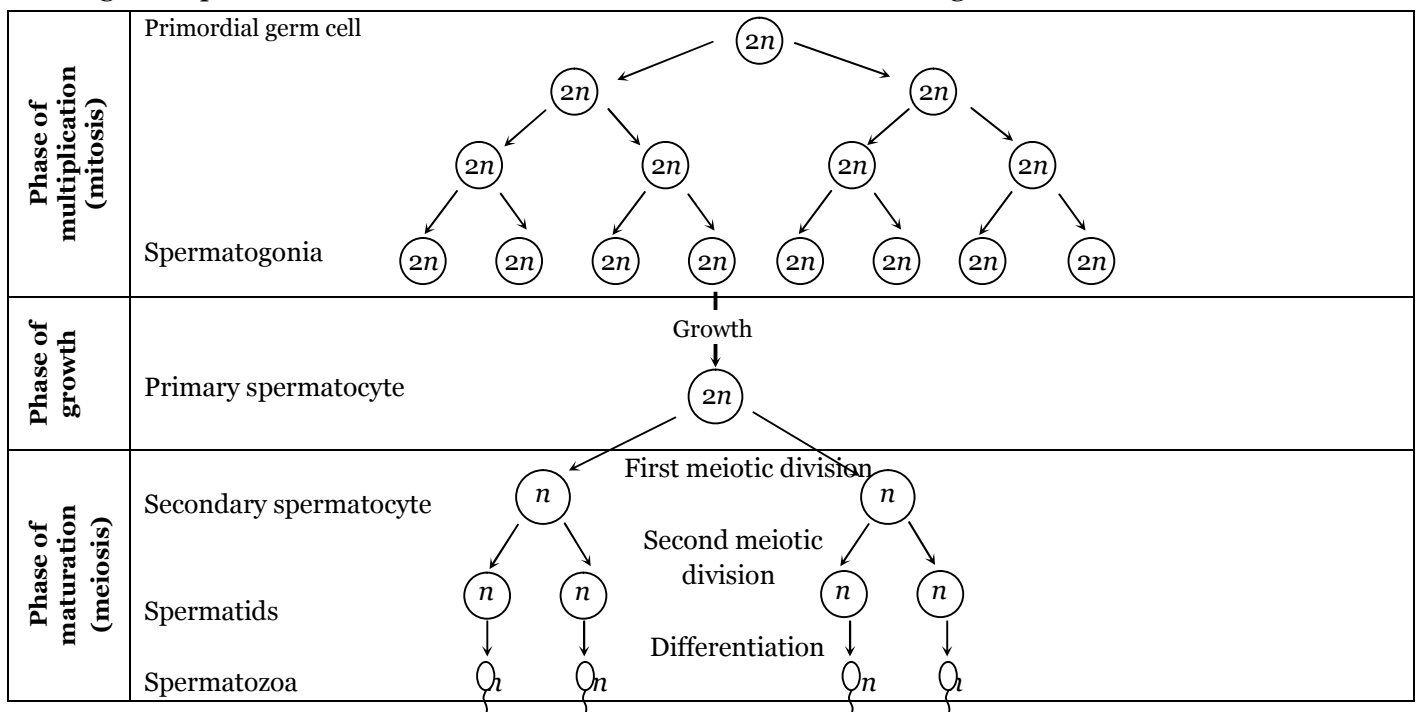 Primordial germ cell
2n
2n 2n
2n 2n 2n 2n
Phase of
multiplication
(mitosis)
Spermatogonia
2n 2n 2n 2n 2n 2n 2n 2n
Growth
Phase of
growth
Primary spermatocyte
2n
First meiotic division
Phase of
maturation
(meiosis)
Secondary spermatocyte
n n
Second meiotic
division
Spermatids
n n n n
Differentiation
Spermatozoa
n n n